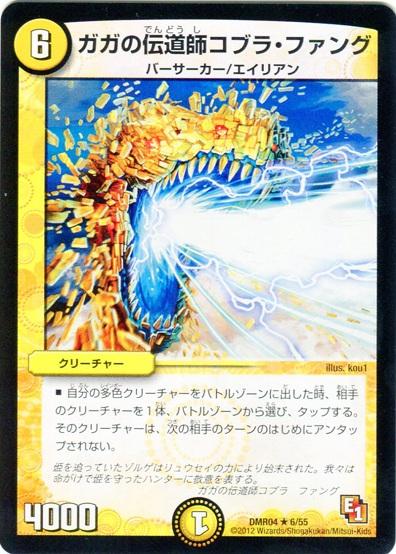 6
ガガの伝道師コブラ・ファング
でんどうし
バーサーカー/エイリアン
クリーチャー
illus. kou1
■ 自分の多色クリーチャーをバトルゾーンに出した時、相手
のクリーチャーを1体、バトルゾーンから選び、タップする。
そのクリーチャーは、次の相手のターンのはじめにアンタ
ップされない。
姫を追っていたゾルゲはリュウセイの力により始末された。我々は
命がけで姫を守ったハンターに敬意を表する。
ガガの伝道師コブラ ファング
4000
1
E1
DMR04 ★ 6/55
©2012 Wizards/Shogakukan/Mitsui-Kids